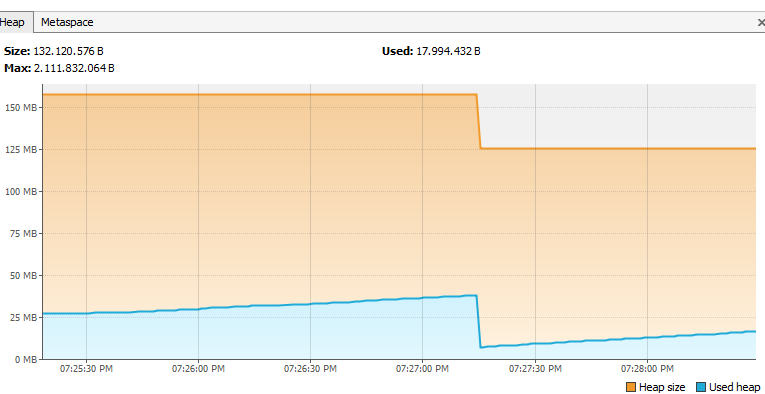 Heap Metaspace ×
Size: 132.120.576 B Used: 17.994.432 B
Max: 2.111.832.064 B
150 MB
125 MB
100 MB
75 MB
50 MB
25 MB
0 MB
07:25:30 PM 07:26:00 PM 07:26:30 PM 07:27:00 PM 07:27:30 PM 07:28:00 PM
Heap size Used heap